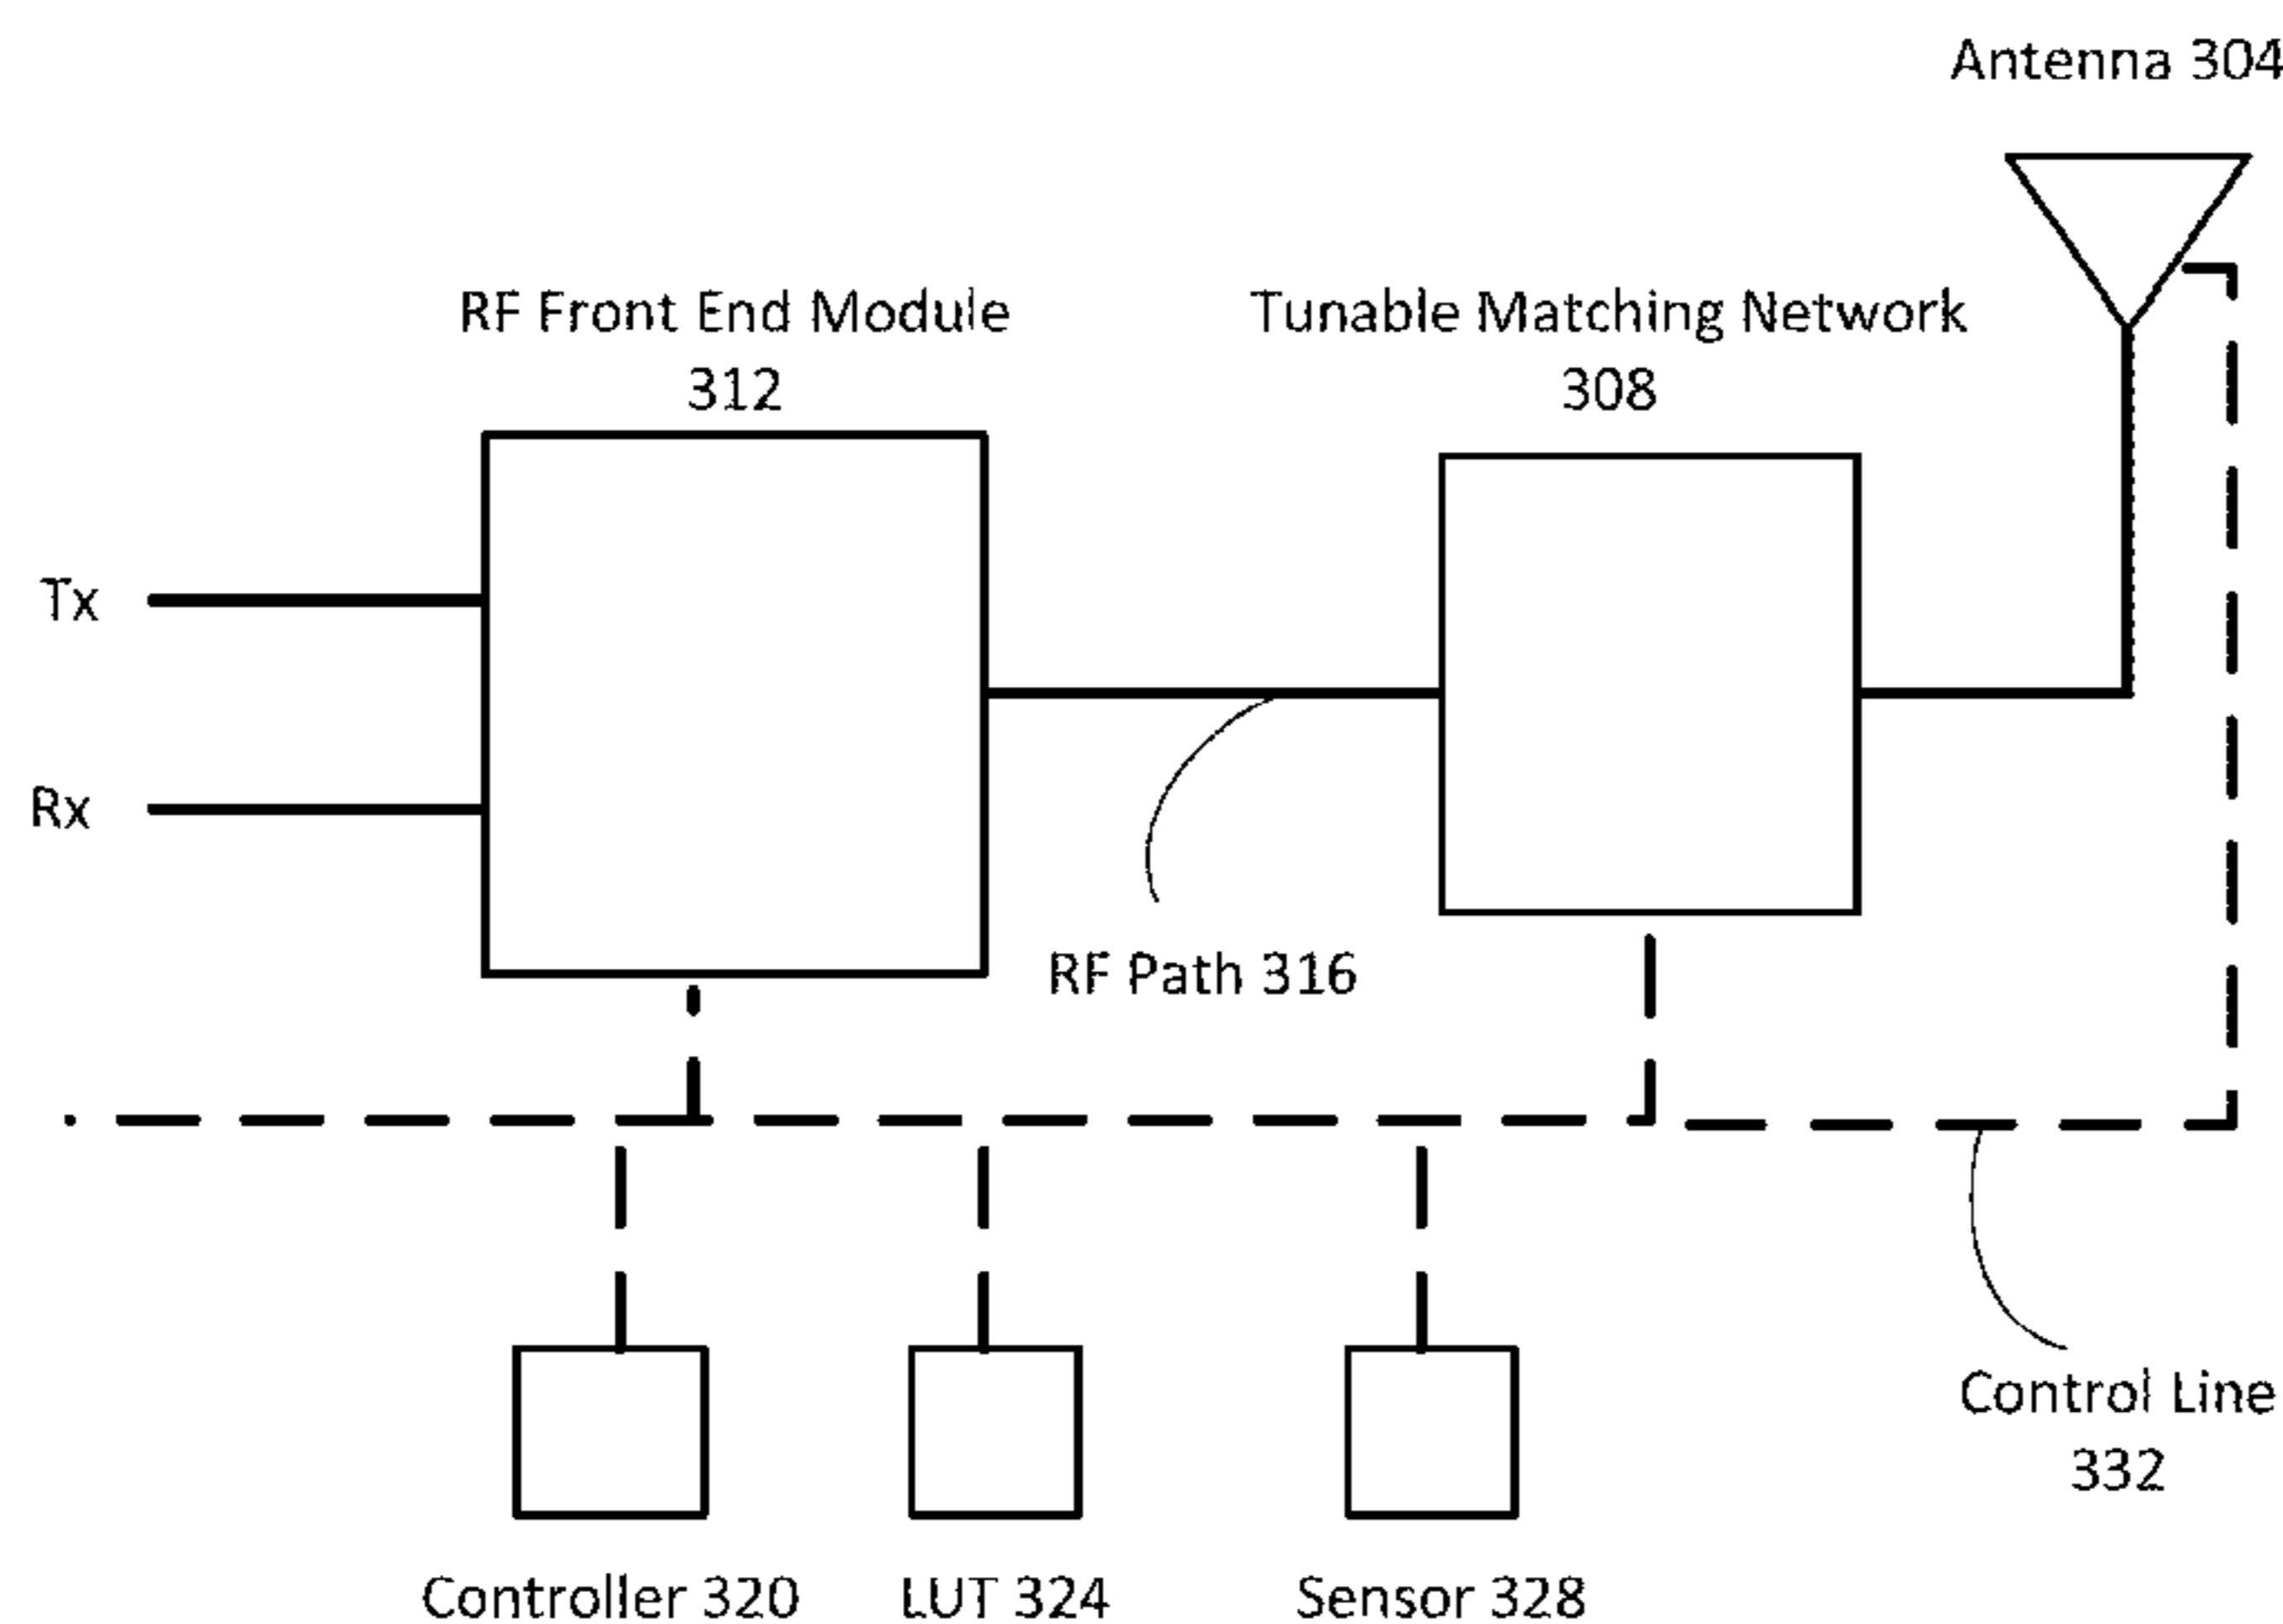 Antenna 304
RF Front End Module
312
Tunable Matching Network
308
Tx
Rx
RF Path 316
Control Line
332
Controller 320
LUT 324
Sensor 328